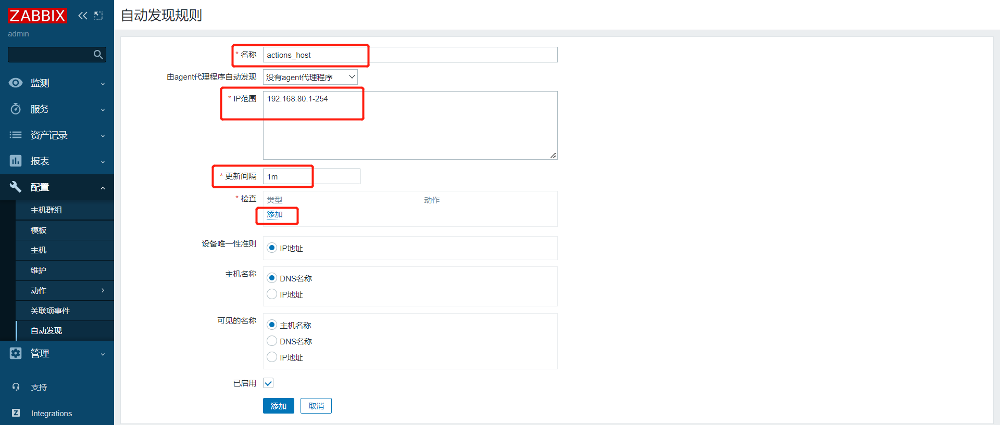 ZABBIX
admin
监测
服务
资产记录
报表
配置
主机群组
模板
主机
维护
动作
关联项事件
自动发现
管理
支持
Z Integrations
自动发现规则
* 名称 actions_host
由agent代理程序自动发现 没有agent代理程序
* IP范围 192.168.80.1-254
* 更新间隔 1m
* 检查 类型 动作
添加
设备唯一性准则 IP地址
主机名称 DNS名称
IP地址
可见的名称 主机名称
DNS名称
IP地址
已启用
添加 取消